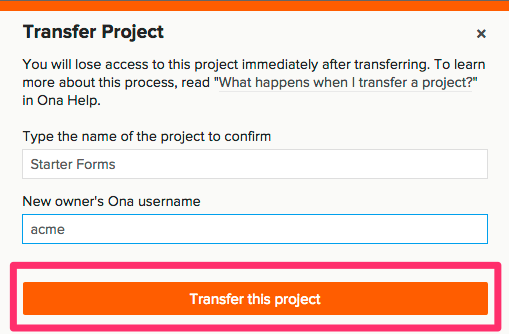 Transfer Project
×
You will lose access to this project immediately after transferring. To learn
more about this process, read "What happens when I transfer a project?"
in Ona Help.
Type the name of the project to confirm
Starter Forms
New owner's Ona username
acme
Transfer this project